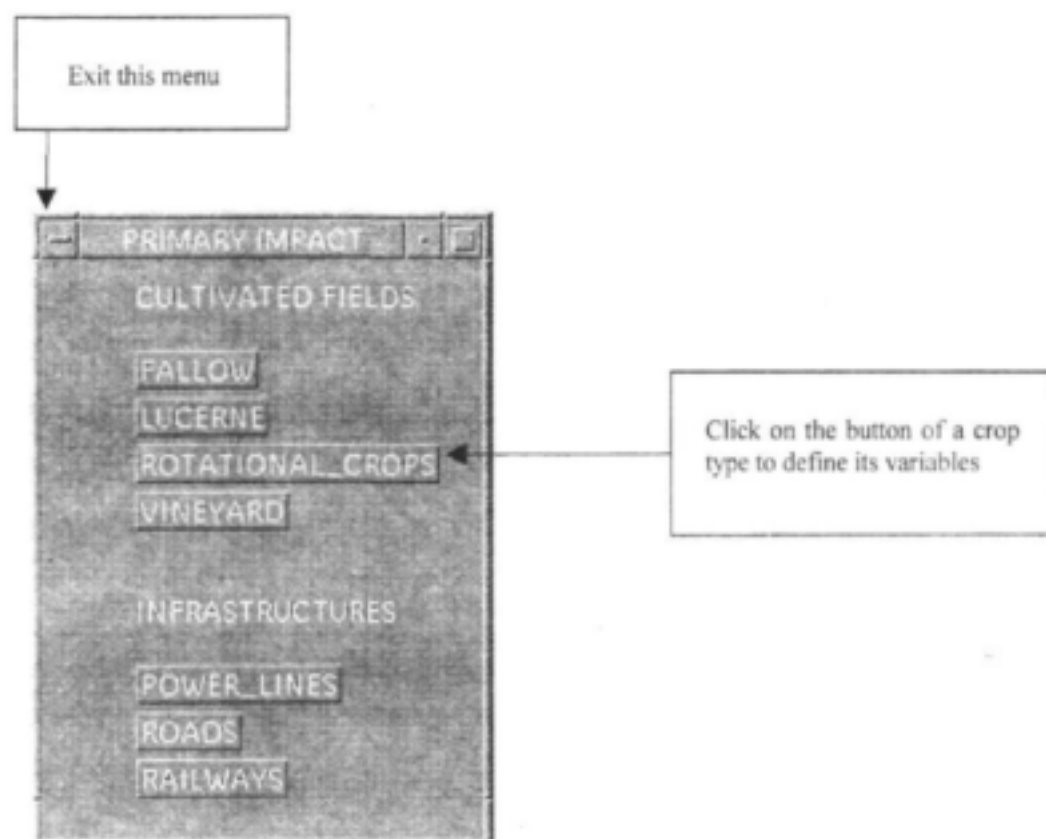 Exit this menu
PRIMARY IMPACT
CULTIVATED FIELDS
FALLOW
LUCERNE
ROTATIONAL_CROPS
VINEYARD
Click on the button of a crop
type to define its variables
INFRASTRUCTURES
POWER_LINES
ROADS
RAILWAYS